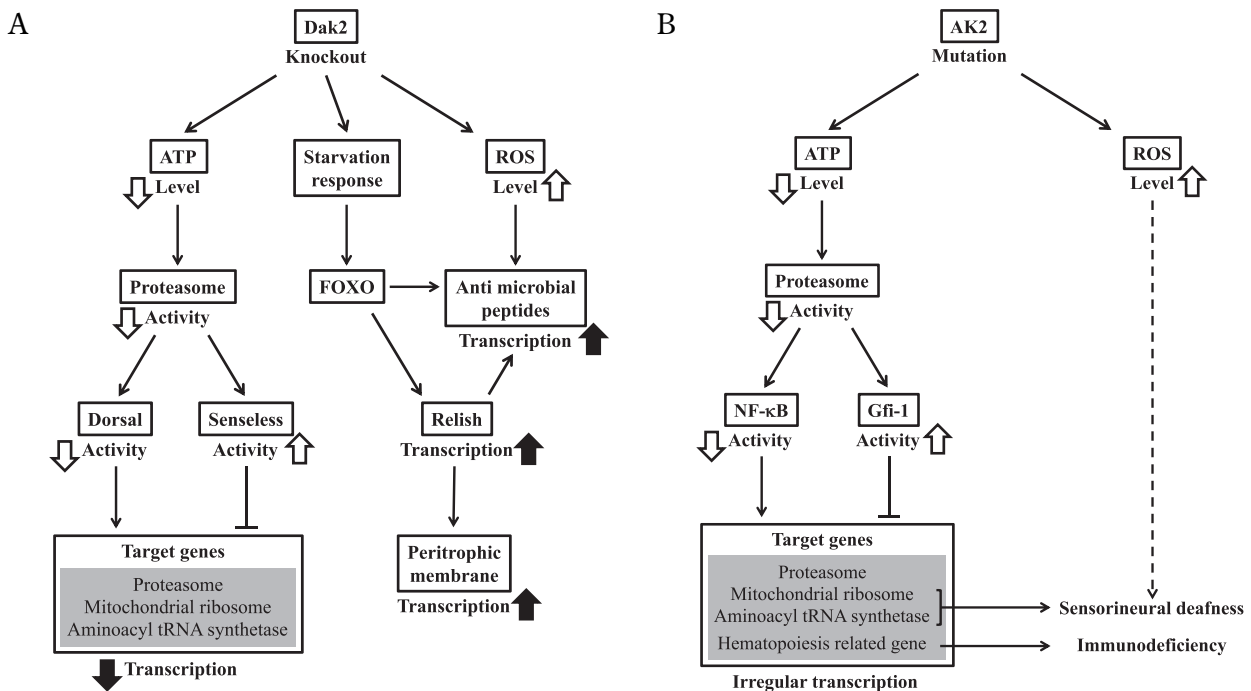 A
Dak2
Knockout
ATP
Level
Starvation
response
ROS
Level
Proteasome
Activity
FOXO
Anti microbial
peptides
Transcription
Dorsal
Activity
Senseless
Activity
Relish
Transcription
Target genes
Proteasome
Mitochondrial ribosome
Aminoacyl tRNA synthetase
Transcription
Peritrophic
membrane
Transcription
B
AK2
Mutation
ATP
Level
ROS
Level
Proteasome
Activity
NF-κB
Activity
Gfi-1
Activity
Target genes
Proteasome
Mitochondrial ribosome
Aminoacyl tRNA synthetase
Hematopoiesis related gene
Irregular transcription
Sensorineural deafness
Immunodeficiency